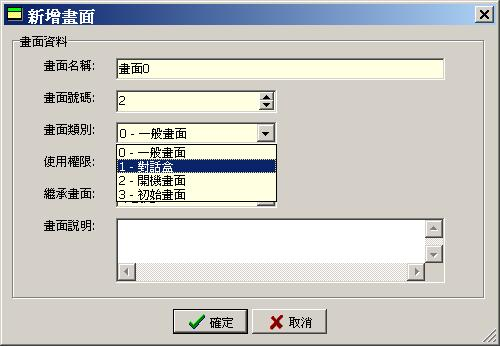 新增畫面
畫面資料
畫面名稱:
畫面0
畫面號碼:
2
畫面類別:
0 - 一般畫面
0 - 一般畫面
1 - 對話盒
2 - 開機畫面
3 - 初始畫面
使用權限:
繼承畫面:
畫面說明:
確定
取消